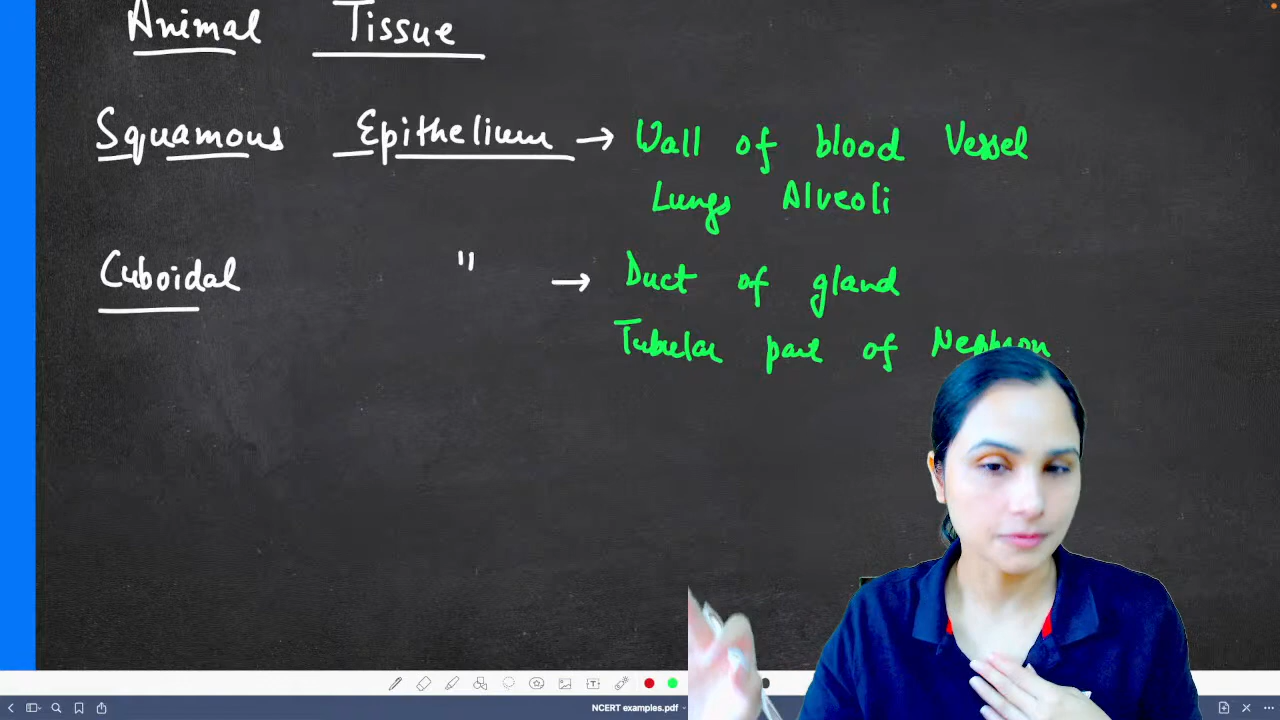 Animal Tissue
Squamous Epithelium → Wall of blood Vessel
Lungs Alveoli
Cuboidal " → Duct of gland
Tubular part of Nephron
NCERT examples.pdf